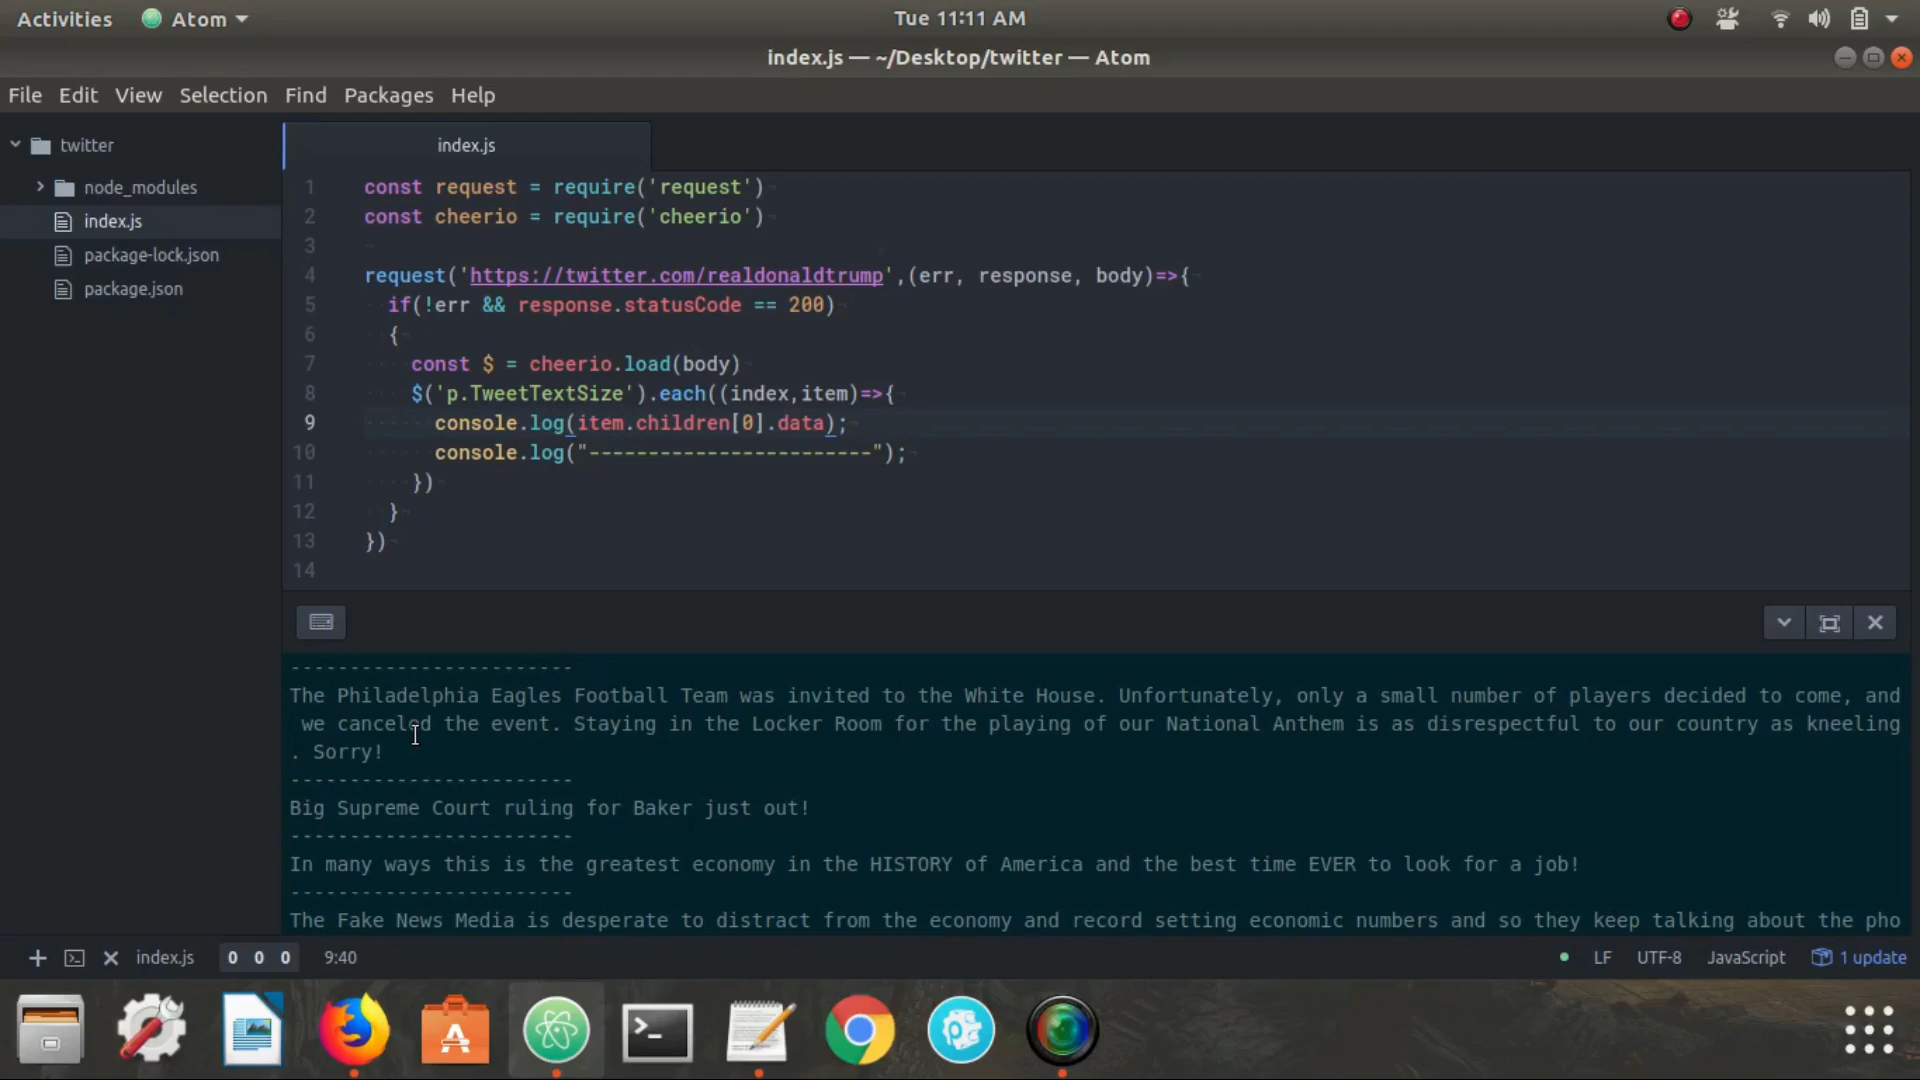 Activities Atom Tue 11:11 AM
index.js — ~/Desktop/twitter — Atom
File Edit View Selection Find Packages Help
twitter
node_modules
index.js
package-lock.json
package.json
index.js
1 const request = require('request')
2 const cheerio = require('cheerio')
3
4 request('https://twitter.com/realdonaldtrump',(err, response, body)=>{
5 if(!err && response.statusCode == 200)
6 {
7 const $ = cheerio.load(body)
8 $('p.TweetTextSize').each((index,item)=>{
9 console.log(item.children[0].data);
10 console.log("------------------------");
11 })
12 }
13 })
14
------------------------
The Philadelphia Eagles Football Team was invited to the White House. Unfortunately, only a small number of players decided to come, and
we canceled the event. Staying in the Locker Room for the playing of our National Anthem is as disrespectful to our country as kneeling
. Sorry!
------------------------
Big Supreme Court ruling for Baker just out!
------------------------
In many ways this is the greatest economy in the HISTORY of America and the best time EVER to look for a job!
------------------------
The Fake News Media is desperate to distract from the economy and record setting economic numbers and so they keep talking about the pho
index.js 0 0 0 9:40 LF UTF-8 JavaScript 1 update